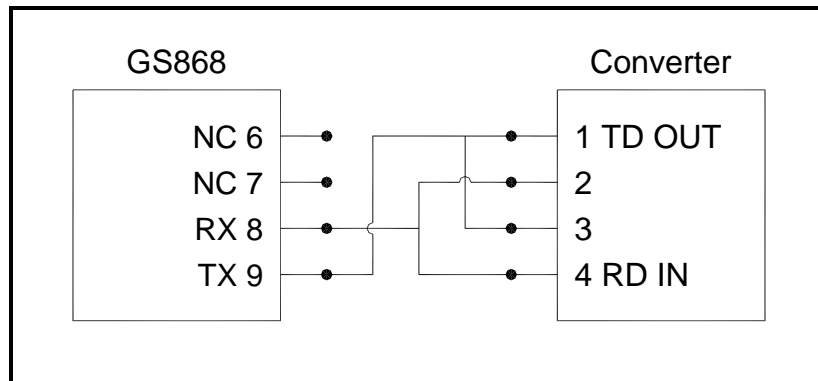 GS868
Converter
NC 6
NC 7
RX 8
TX 9
1 TD OUT
2
3
4 RD IN